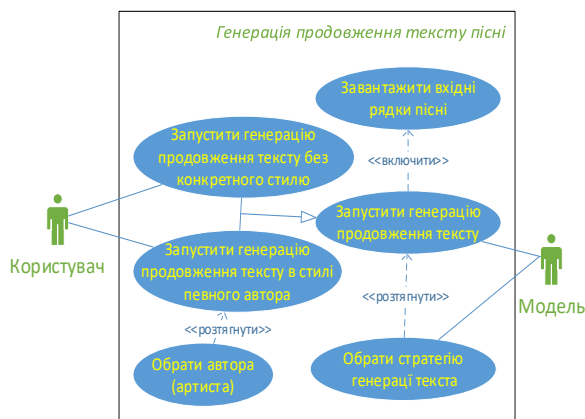 Генерація продовження тексту пісні
Завантажити вхідні
рядки пісні
Запустити генерацію
продовження тексту без
конкретного стилю
<<включити>>
Запустити генерацію
продовження тексту
Користувач
Запустити генерацію
продовження тексту в стилі
певного автора
Модель
<<розтягнути>>
<<розтягнути>>
Обрати автора
(артиста)
Обрати стратегію
генерації текста